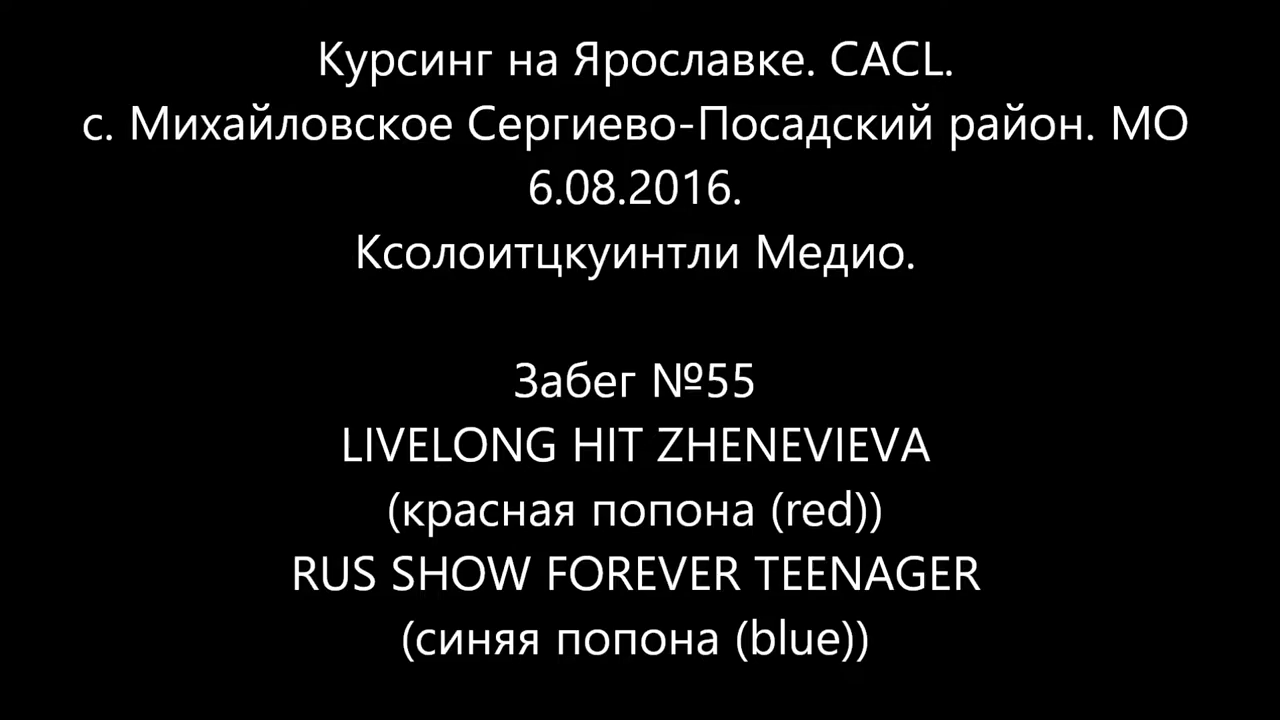 Курсинг на Ярославке. CACL.
с. Михайловское Сергиево-Посадский район. МО
6.08.2016.
Ксолоитцкуинтли Медио.
Забег №55
LIVELONG HIT ZHENEVIEVA
(красная попона (red))
RUS SHOW FOREVER TEENAGER
(синяя попона (blue))